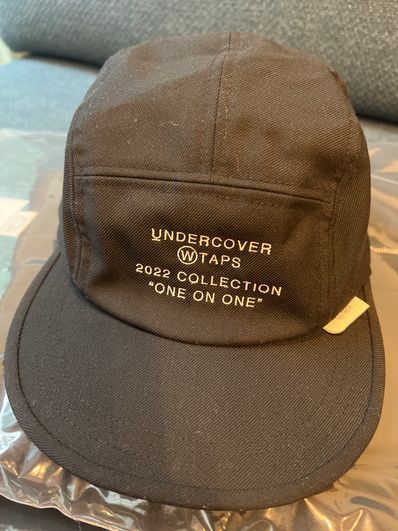 UNDERCOVER
WTAPS
2022 COLLECTION
"ONE ON ONE"